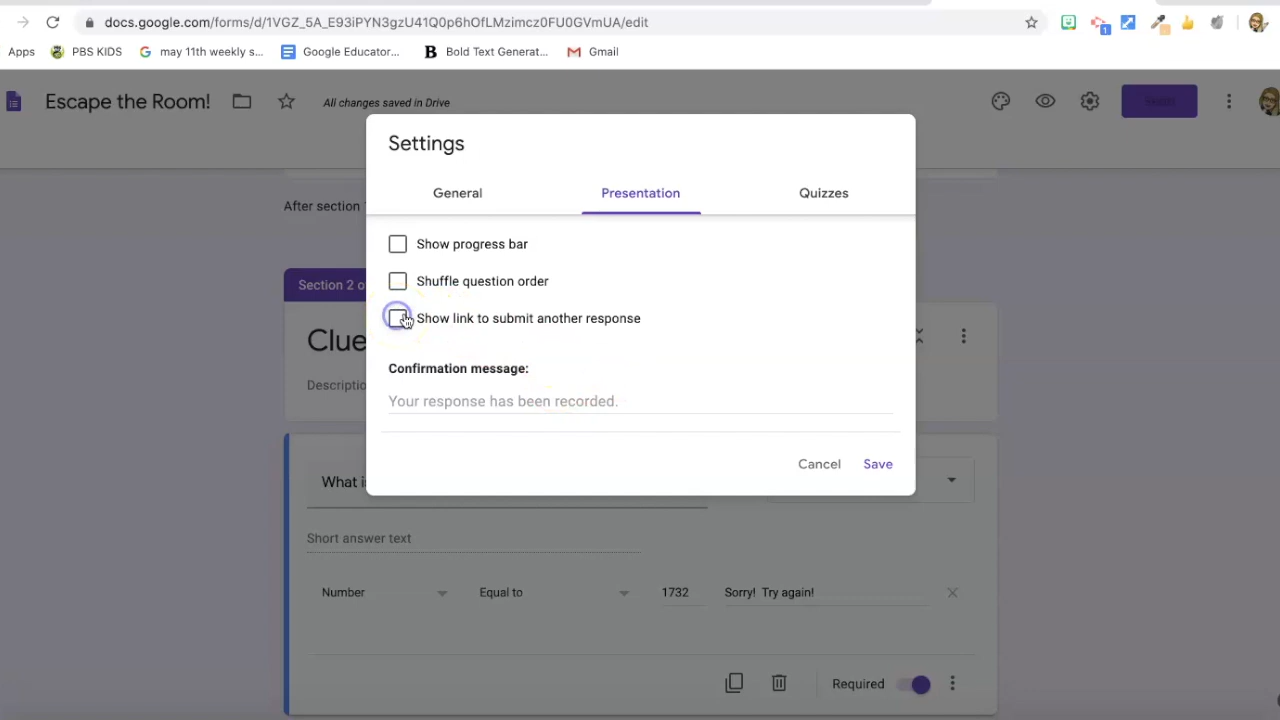 docs.google.com/forms/d/1VGZ_5A_E93iPYN3gzU41Q0p6hOfLMzimcz0FU0GVmUA/edit
1
Apps PBS KIDS may 11th weekly s... Google Educator... B Bold Text Generat... Gmail
Escape the Room! All changes saved in Drive Send
Settings
General Presentation Quizzes
After section
Show progress bar
Shuffle question order
Section 2 o
Show link to submit another response
Clue
Confirmation message:
Descriptio
Your response has been recorded.
Cancel Save
What i
Short answer text
Number Equal to 1732 Sorry! Try again!
Required